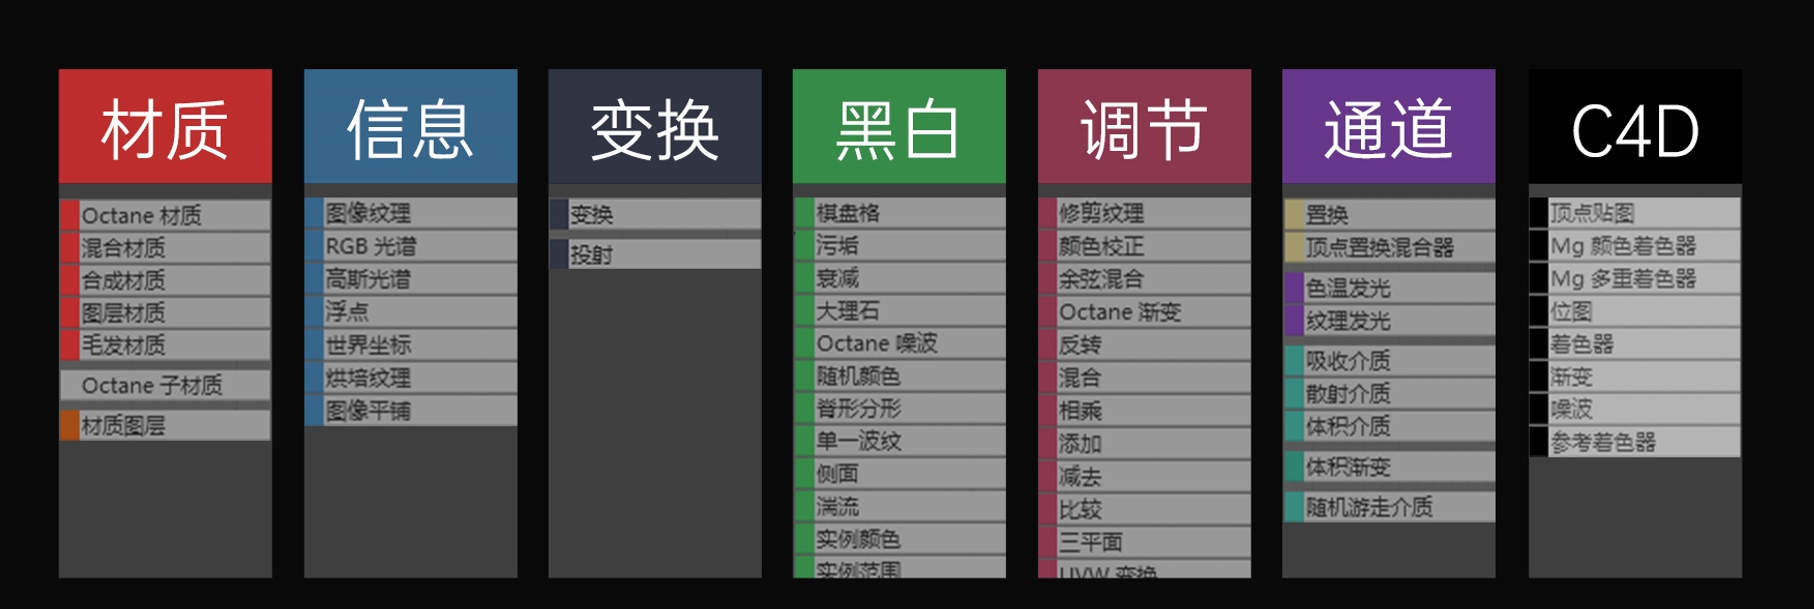 材质
Octane 材质
混合材质
合成材质
图层材质
毛发材质
Octane 子材质
材质图层
信息
图像纹理
RGB 光谱
高斯光谱
浮点
世界坐标
烘培纹理
图像平铺
变换
变换
投射
黑白
棋盘格
污垢
衰减
大理石
Octane 噪波
随机颜色
脊形分形
单一波纹
侧面
湍流
实例颜色
实例范围
调节
修剪纹理
颜色校正
余弦混合
Octane 渐变
反转
混合
相乘
添加
减去
比较
三平面
UVW 变换
通道
置换
顶点置换混合器
色温发光
纹理发光
吸收介质
散射介质
体积介质
体积渐变
随机游走介质
C4D
顶点贴图
Mg 颜色着色器
Mg 多重着色器
位图
着色器
渐变
噪波
参考着色器